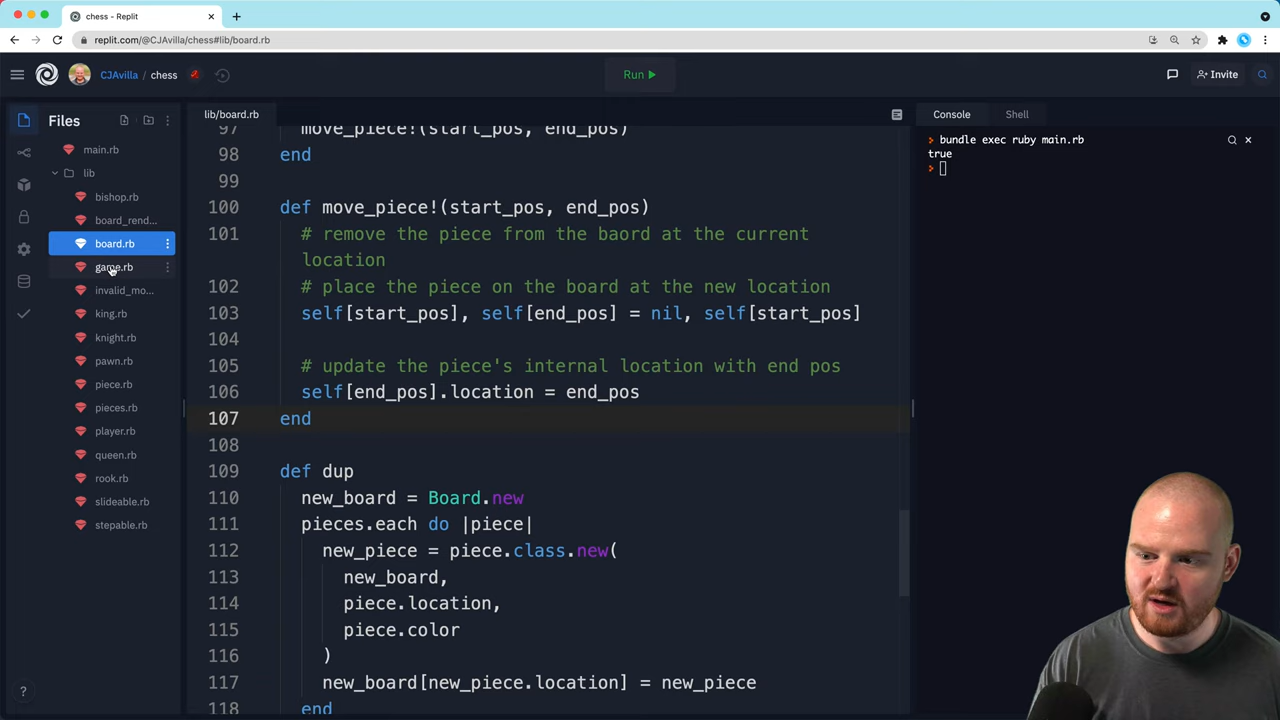 chess - Replit
replit.com/@CJAvilla/chess#lib/board.rb
CJAvilla / chess
Run
Invite
Files
main.rb
lib
bishop.rb
board_rend...
board.rb
game.rb
invalid_mo...
king.rb
knight.rb
pawn.rb
piece.rb
pieces.rb
player.rb
queen.rb
rook.rb
slideable.rb
stepable.rb
lib/board.rb
97 move_piece!(start_pos, end_pos)
98 end
99
100 def move_piece!(start_pos, end_pos)
101 # remove the piece from the baord at the current
location
102 # place the piece on the board at the new location
103 self[start_pos], self[end_pos] = nil, self[start_pos]
104
105 # update the piece's internal location with end pos
106 self[end_pos].location = end_pos
107 end
108
109 def dup
110 new_board = Board.new
111 pieces.each do |piece|
112 new_piece = piece.class.new(
113 new_board,
114 piece.location,
115 piece.color
116 )
117 new_board[new_piece.location] = new_piece
118 end
Console
Shell
> bundle exec ruby main.rb
true
>
?